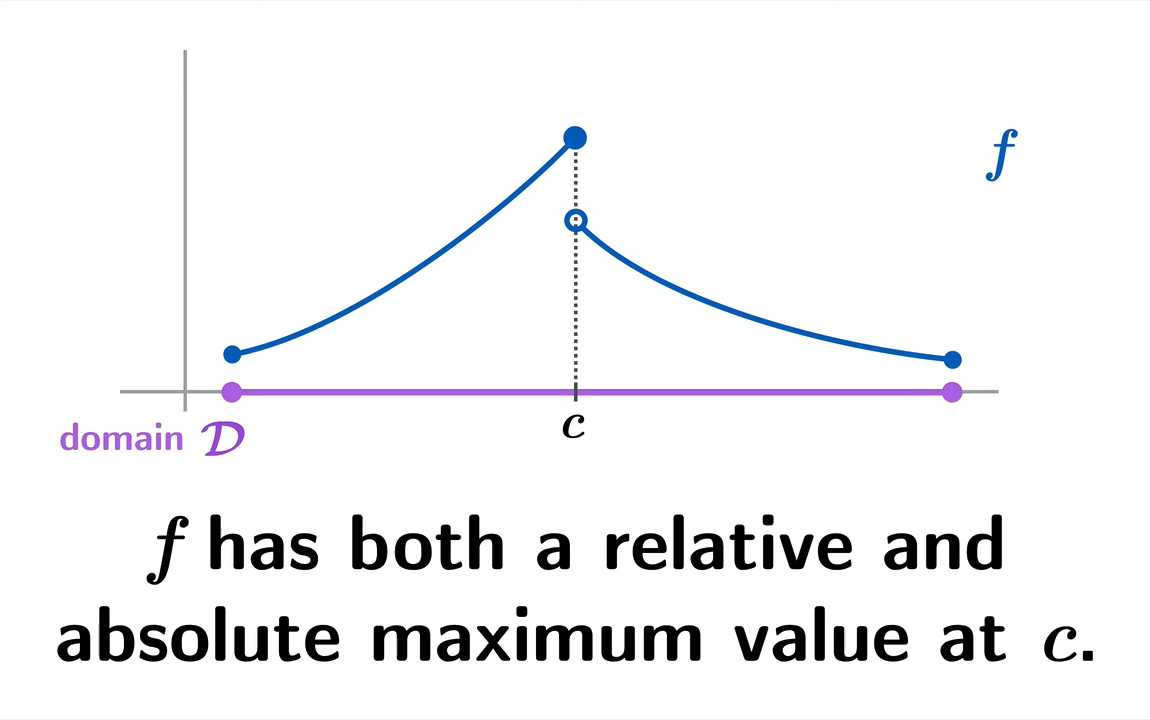 f
c
domain 𝒟
f has both a relative and
absolute maximum value at c.